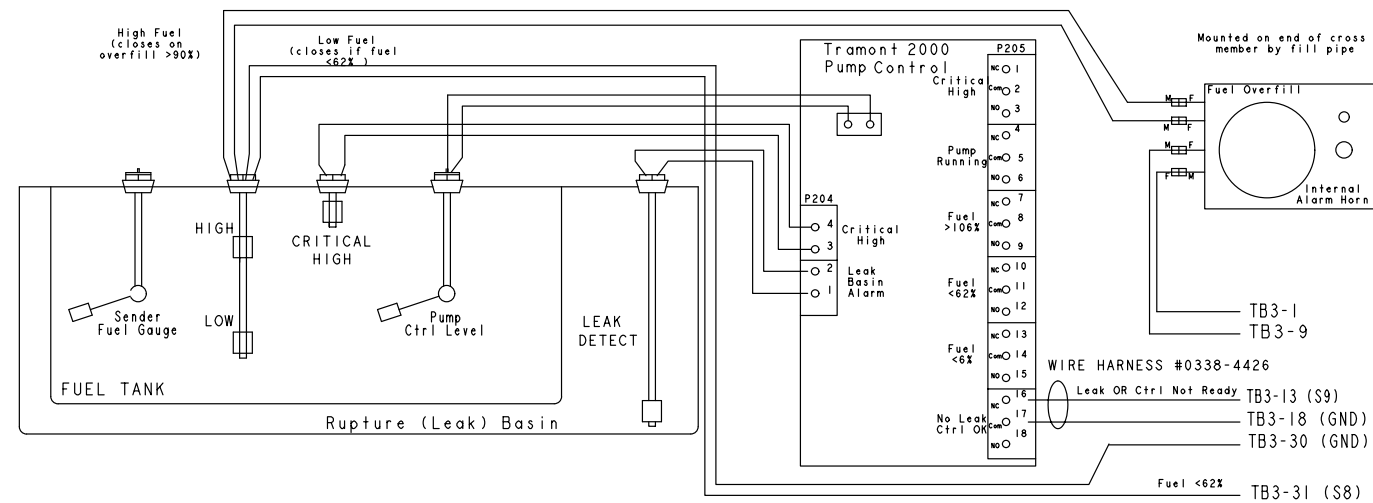 High Fuel
(closes on
overfill >90%)
Low Fuel
(closes if fuel
<62% )
Tramont 2000
Pump Control
P205
Critical
High
NC 1
Com 2
NO 3
Pump
Running
NC 4
Com 5
NO 6
Fuel
>106%
NC 7
Com 8
NO 9
Fuel
<62%
NC 10
Com 11
NO 12
Fuel
<6%
NC 13
Com 14
NO 15
No Leak
Ctrl OK
NC 16
Com 17
NO 18
P204
4
3
Critical
High
2
1
Leak
Basin
Alarm
Mounted on end of cross
member by fill pipe
Fuel Overfill
M F
M F
M F
F M
Internal
Alarm Horn
TB3-1
TB3-9
WIRE HARNESS #0338-4426
Leak OR Ctrl Not Ready
TB3-13 (S9)
TB3-18 (GND)
TB3-30 (GND)
Fuel <62%
TB3-31 (S8)
HIGH
LOW
CRITICAL
HIGH
Sender
Fuel Gauge
Pump
Ctrl Level
LEAK
DETECT
FUEL TANK
Rupture (Leak) Basin